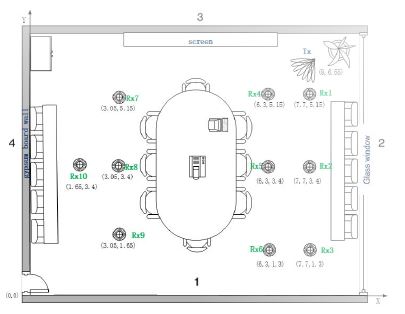 3
Y
screen
Tx
(6, 6.65)
Rx7
(3.05,5.15)
Rx4
(6.3,5.15)
Rx1
(7.7,5.15)
4
gypsum board wall
2
Glass window
Rx10
(1.65,3.4)
Rx8
(3.05,3.4)
Rx5
(6.3,3.4)
Rx2
(7.7,3.4)
Rx9
(3.05,1.65)
Rx6
(6.3,1.3)
Rx3
(7.7,1.3)
1
(0,0)
X